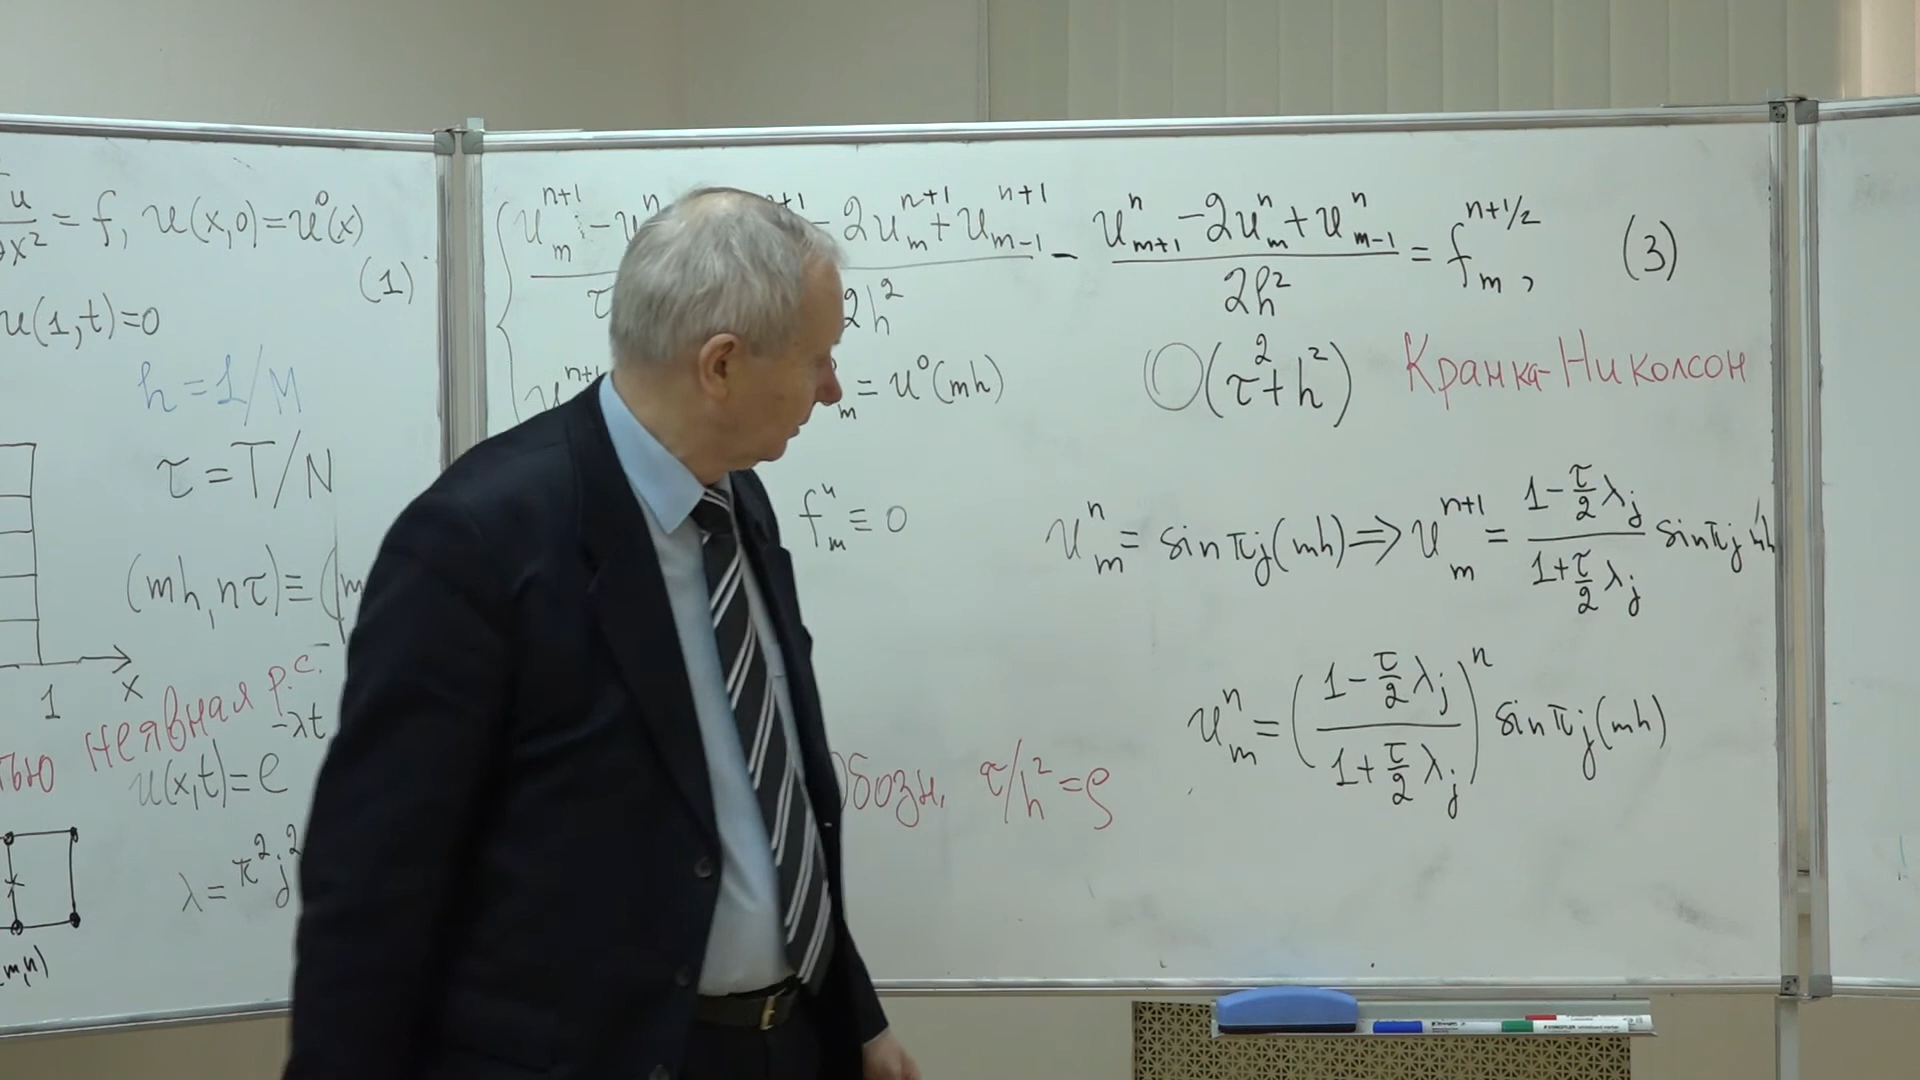 u/∂x² = f, u(x,0)=u⁰(x)
(1)
u(1,t)=0
h = 1/M
τ = T/N
(mh, nτ) ≡ (m
1 x
неявная р.с.
тью
u(x,t) = e^{-λt}
λ = π²j²
m,n)
u_m^{n+1} - u^n
τ
- 2u_m^{n+1} + u_{m-1}^{n+1} / 2h² - (u_{m+1}^n - 2u_m^n + u_{m-1}^n) / 2h² = f_m^{n+1/2}, (3)
u^{n+1}
m = u⁰(mh)
O(τ² + h²) Кранка-Николсон
f_m^n ≡ 0
u_m^n = sin πj(mh) ⇒ u_m^{n+1} = (1 - τ/2 λ_j) / (1 + τ/2 λ_j) sin πj mh
u_m^n = ((1 - τ/2 λ_j) / (1 + τ/2 λ_j))^n sin πj(mh)
Обозн. τ/h² = ρ